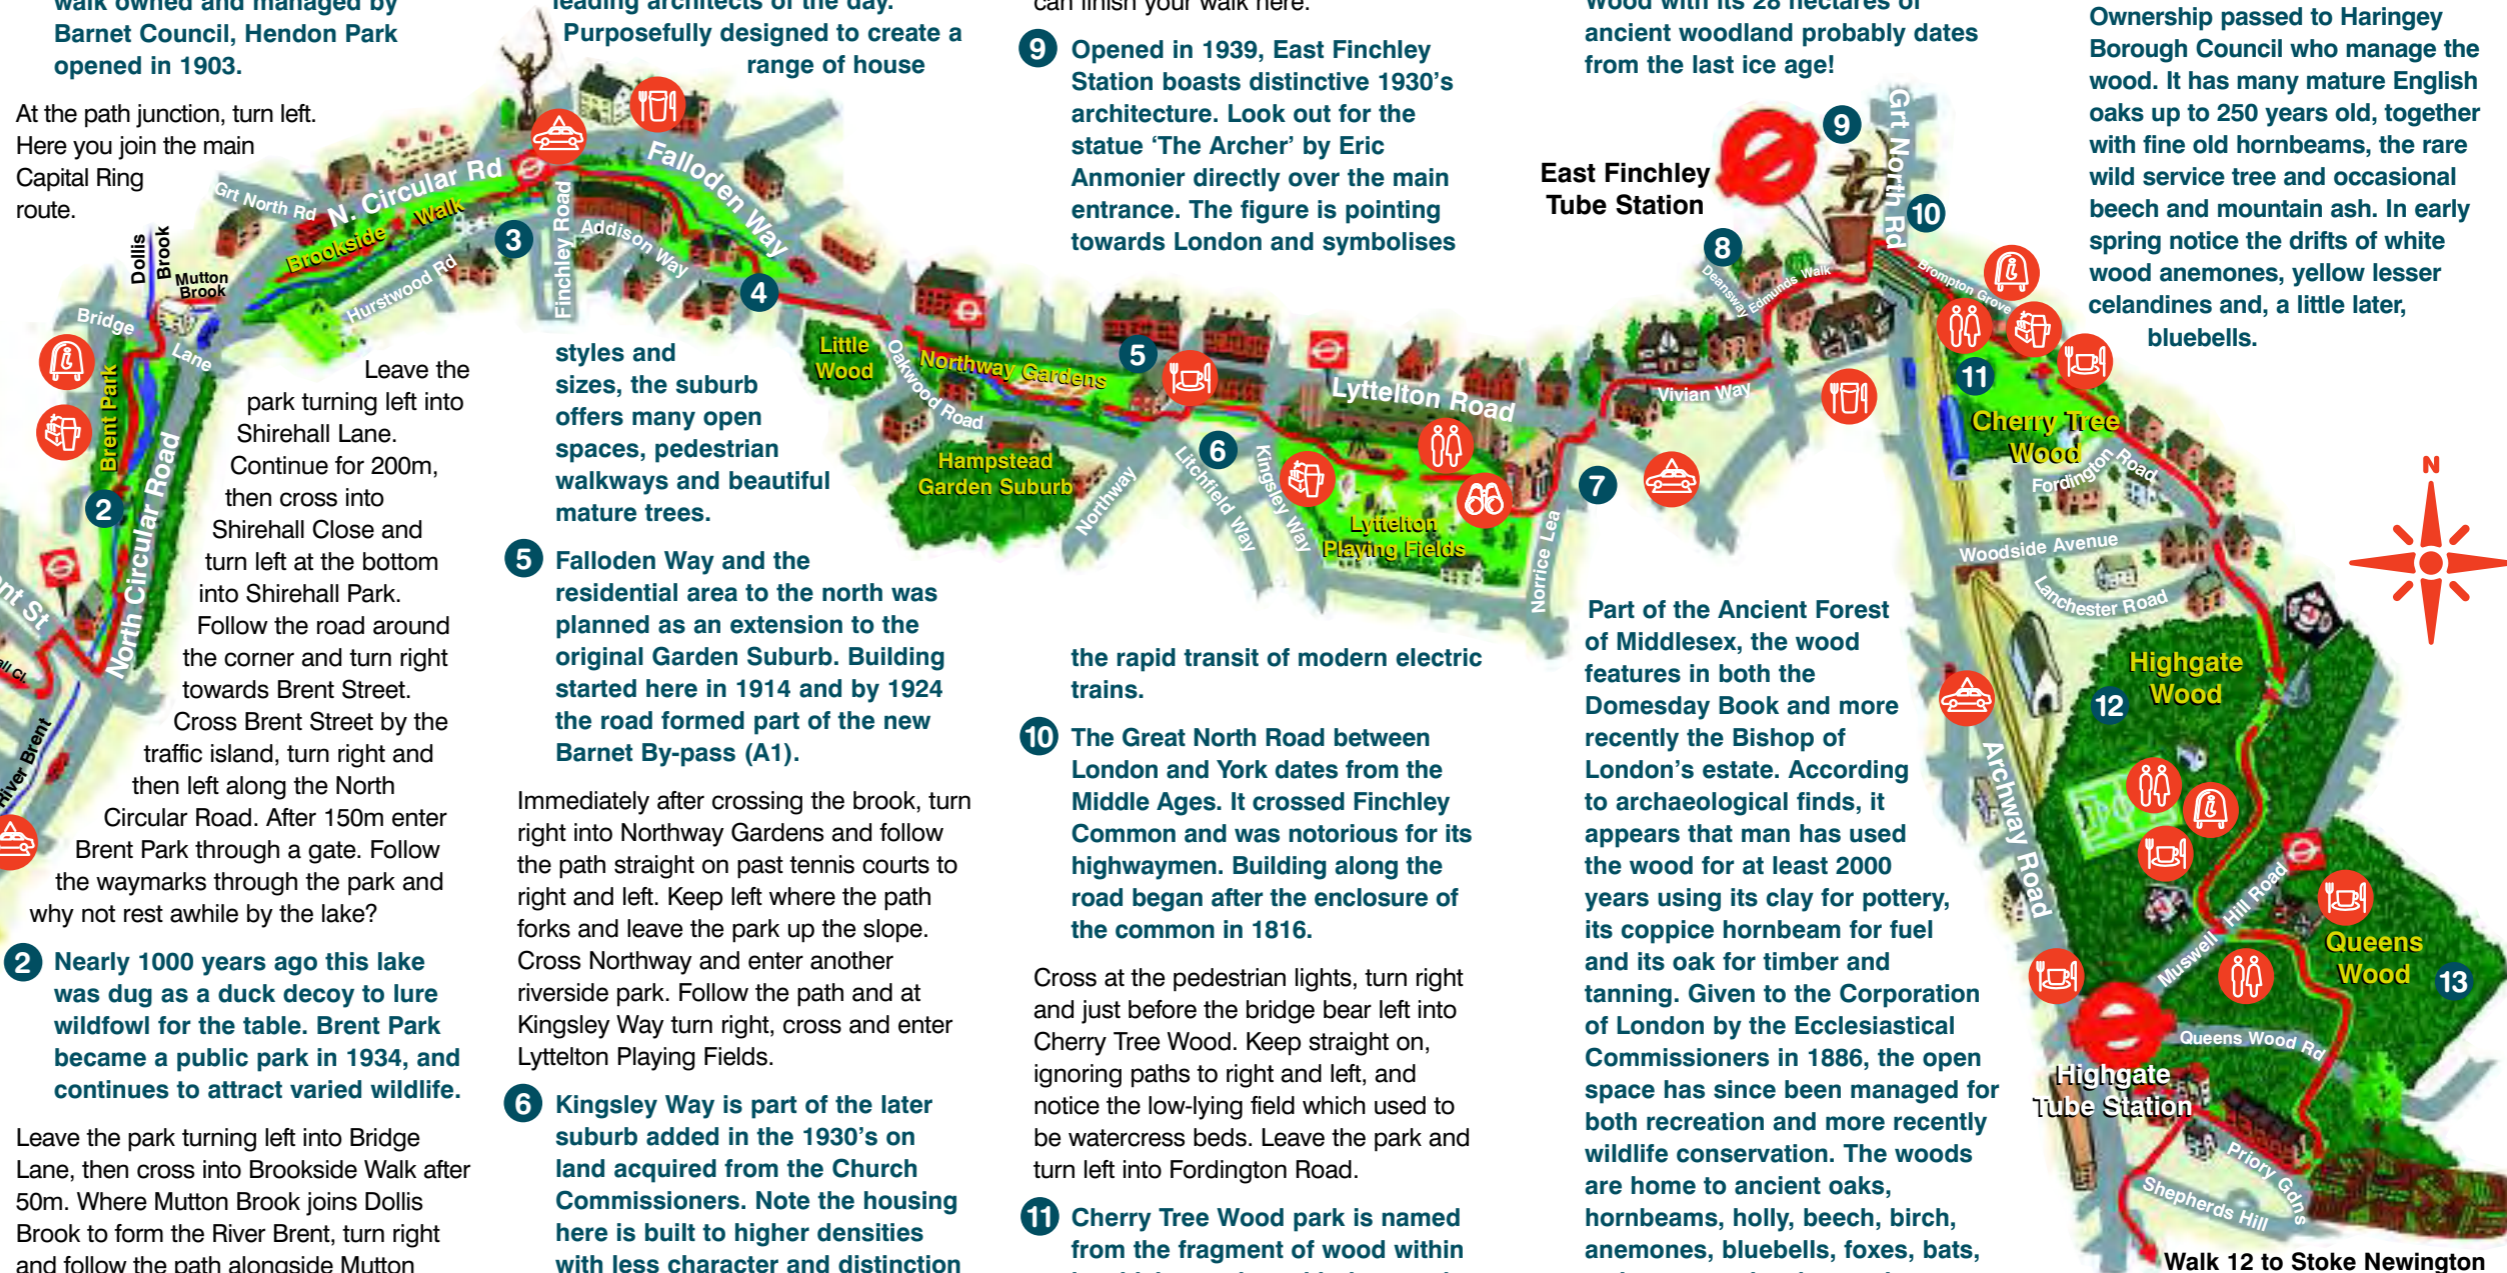 walk owned and managed by
Barnet Council, Hendon Park
opened in 1903.
At the path junction, turn left.
Here you join the main
Capital Ring
route.
Leave the
park turning left into
Shirehall Lane.
Continue for 200m,
then cross into
Shirehall Close and
turn left at the bottom
into Shirehall Park.
Follow the road around
the corner and turn right
towards Brent Street.
Cross Brent Street by the
traffic island, turn right and
then left along the North
Circular Road. After 150m enter
Brent Park through a gate. Follow
the waymarks through the park and
why not rest awhile by the lake?
2 Nearly 1000 years ago this lake
was dug as a duck decoy to lure
wildfowl for the table. Brent Park
became a public park in 1934, and
continues to attract varied wildlife.
Leave the park turning left into Bridge
Lane, then cross into Brookside Walk after
50m. Where Mutton Brook joins Dollis
Brook to form the River Brent, turn right
and follow the path alongside Mutton
leading architects of the day.
Purposefully designed to create a
range of house
styles and
sizes, the suburb
offers many open
spaces, pedestrian
walkways and beautiful
mature trees.
5 Falloden Way and the
residential area to the north was
planned as an extension to the
original Garden Suburb. Building
started here in 1914 and by 1924
the road formed part of the new
Barnet By-pass (A1).
Immediately after crossing the brook, turn
right into Northway Gardens and follow
the path straight on past tennis courts to
right and left. Keep left where the path
forks and leave the park up the slope.
Cross Northway and enter another
riverside park. Follow the path and at
Kingsley Way turn right, cross and enter
Lyttelton Playing Fields.
6 Kingsley Way is part of the later
suburb added in the 1930's on
land acquired from the Church
Commissioners. Note the housing
here is built to higher densities
with less character and distinction
can finish your walk here.
9 Opened in 1939, East Finchley
Station boasts distinctive 1930's
architecture. Look out for the
statue ‘The Archer’ by Eric
Anmonier directly over the main
entrance. The figure is pointing
towards London and symbolises
the rapid transit of modern electric
trains.
10 The Great North Road between
London and York dates from the
Middle Ages. It crossed Finchley
Common and was notorious for its
highwaymen. Building along the
road began after the enclosure of
the common in 1816.
Cross at the pedestrian lights, turn right
and just before the bridge bear left into
Cherry Tree Wood. Keep straight on,
ignoring paths to right and left, and
notice the low-lying field which used to
be watercress beds. Leave the park and
turn left into Fordington Road.
11 Cherry Tree Wood park is named
from the fragment of wood within
Wood with its 28 hectares of
ancient woodland probably dates
from the last ice age!
Part of the Ancient Forest
of Middlesex, the wood
features in both the
Domesday Book and more
recently the Bishop of
London's estate. According
to archaeological finds, it
appears that man has used
the wood for at least 2000
years using its clay for pottery,
its coppice hornbeam for fuel
and its oak for timber and
tanning. Given to the Corporation
of London by the Ecclesiastical
Commissioners in 1886, the open
space has since been managed for
both recreation and more recently
wildlife conservation. The woods
are home to ancient oaks,
hornbeams, holly, beech, birch,
anemones, bluebells, foxes, bats,
Ownership passed to Haringey
Borough Council who manage the
wood. It has many mature English
oaks up to 250 years old, together
with fine old hornbeams, the rare
wild service tree and occasional
beech and mountain ash. In early
spring notice the drifts of white
wood anemones, yellow lesser
celandines and, a little later,
bluebells.
Grt North Rd
N. Circular Rd
Brookside Walk
Dollis
Brook
Mutton
Brook
Bridge
Lane
Hurstwood Rd
3
Finchley Road
Addison Way
Falloden Way
4
Brent Park
2
North Circular Road
nt St
all Cl.
River Brent
Little
Wood
Oakwood Road
Northway Gardens
5
Hampstead
Garden Suburb
Northway
Litchfield Way
6
Kingsley Way
Lyttelton Road
Lyttelton
Playing Fields
Norrice Lea
7
Vivian Way
8
Deansway
Edmunds Walk
East Finchley
Tube Station
9
Grt North Rd
10
Brompton Grove
11
Cherry Tree
Wood
Fordington Road
Woodside Avenue
Lanchester Road
N
Highgate
Wood
12
Archway Road
Muswell Hill Road
Queens
Wood
13
Queens Wood Rd
Highgate
Tube Station
Priory Gdns
Shepherds Hill
Walk 12 to Stoke Newington